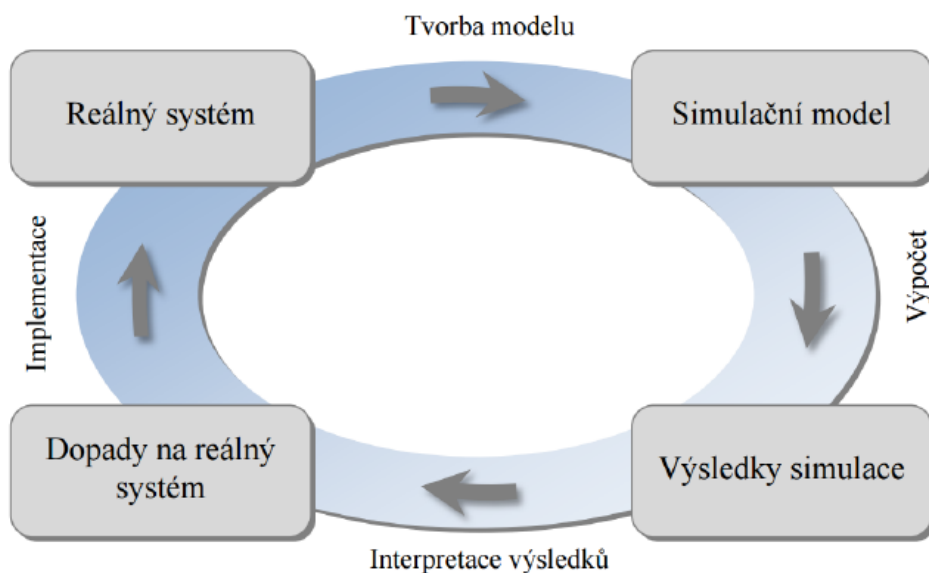 Tvorba modelu
Reálný systém
Simulační model
Implementace
Výpočet
Dopady na reálný
systém
Výsledky simulace
Interpretace výsledků